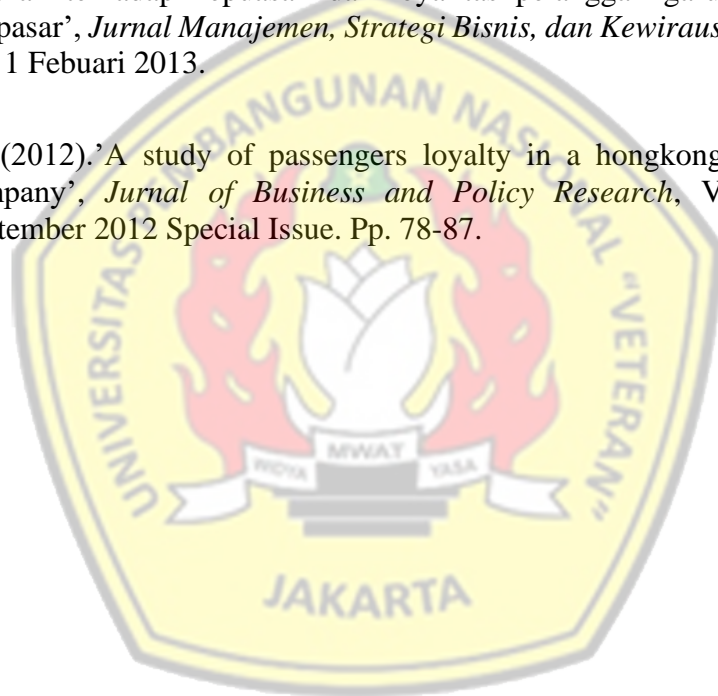 pasar’, Jurnal Manajemen, Strategi Bisnis, dan Kewiraus
1 Febuari 2013.
(2012).’A study of passengers loyalty in a hongkong
pany’, Jurnal of Business and Policy Research, V
tember 2012 Special Issue. Pp. 78-87.
UNIVERSITAS PEMBANGUNAN NASIONAL “VETERAN”
WIDYA MWAT YASA
JAKARTA